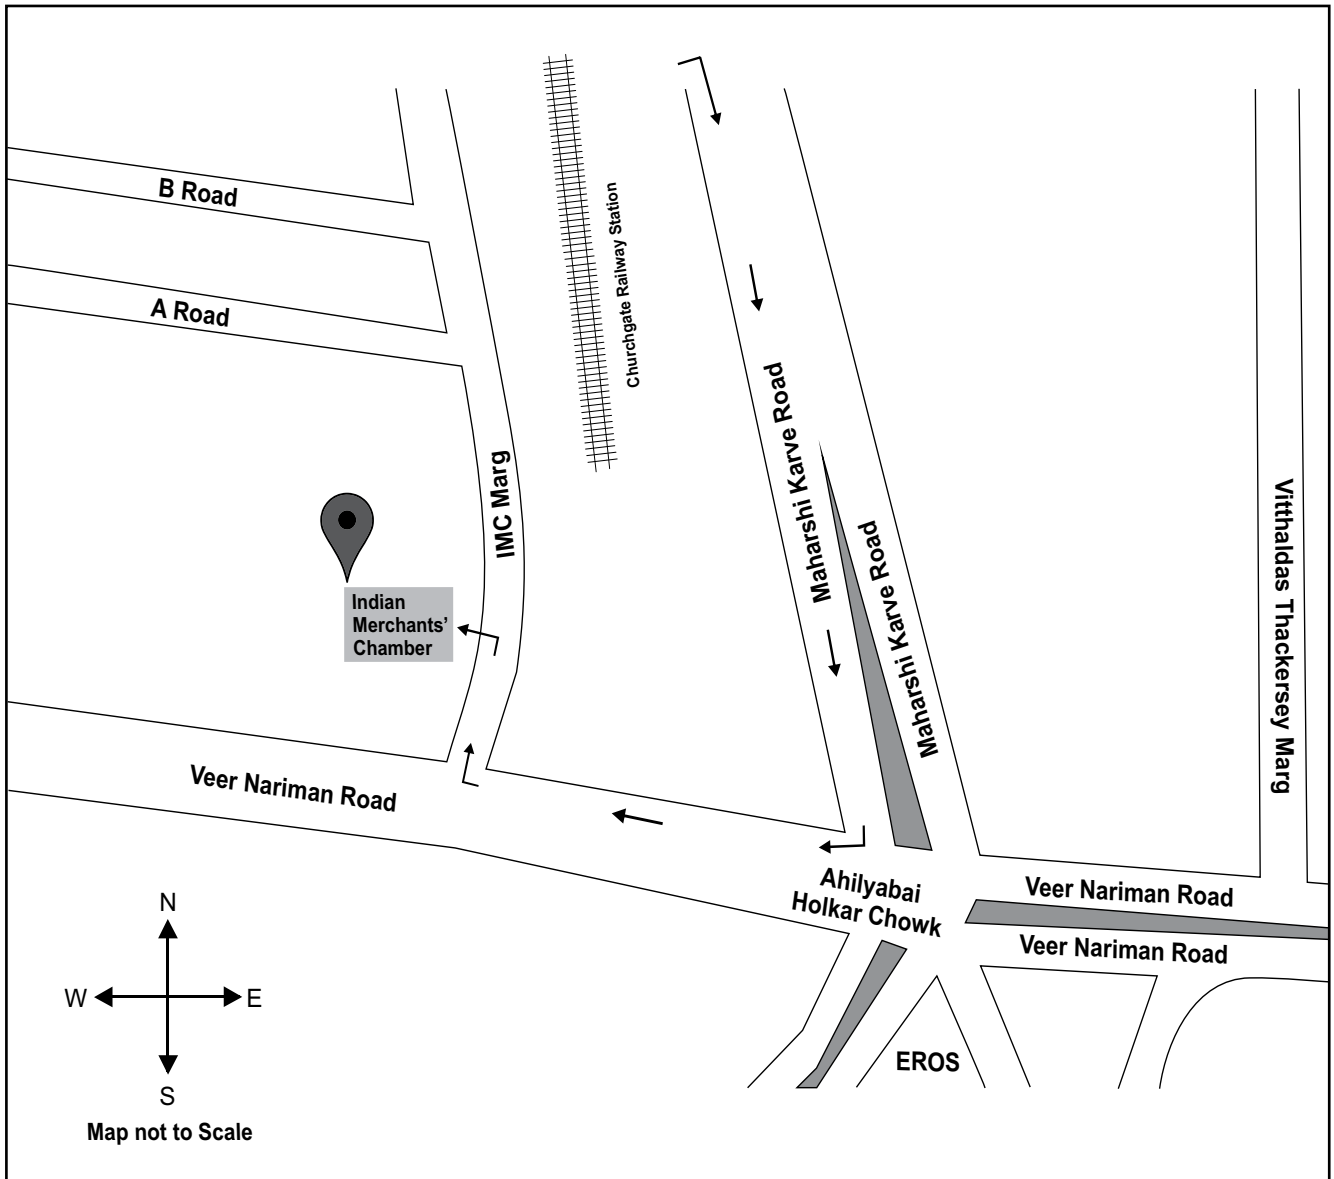 B Road
A Road
Churchgate Railway Station
Maharshi Karve Road
Maharshi Karve Road
IMC Marg
Vitthaldas Thackersey Marg
Indian
Merchants’
Chamber
Veer Nariman Road
Ahilyabai
Holkar Chowk
Veer Nariman Road
Veer Nariman Road
EROS
N
W
E
S
Map not to Scale